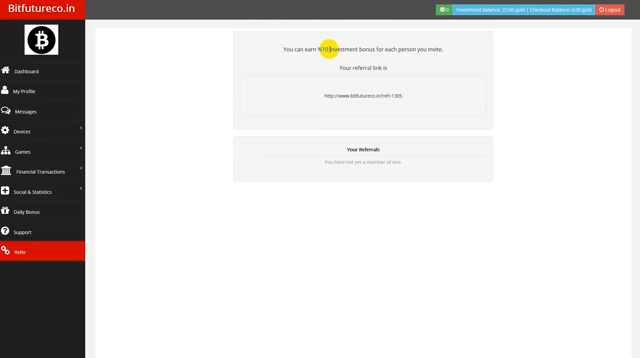 Bitfutureco.in
0
Investment Balance: 23.00 gold | Checkout Balance: 0.00 gold
Logout
Dashboard
My Profile
Messages
Devices
Games
Financial Transactions
Social & Statistics
Daily Bonus
Support
Refer
You can earn %10 investment bonus for each person you invite.
Your referral link is
http://www.bitfutureco.in?ref=1305
Your Referrals
You have not yet a member of one.